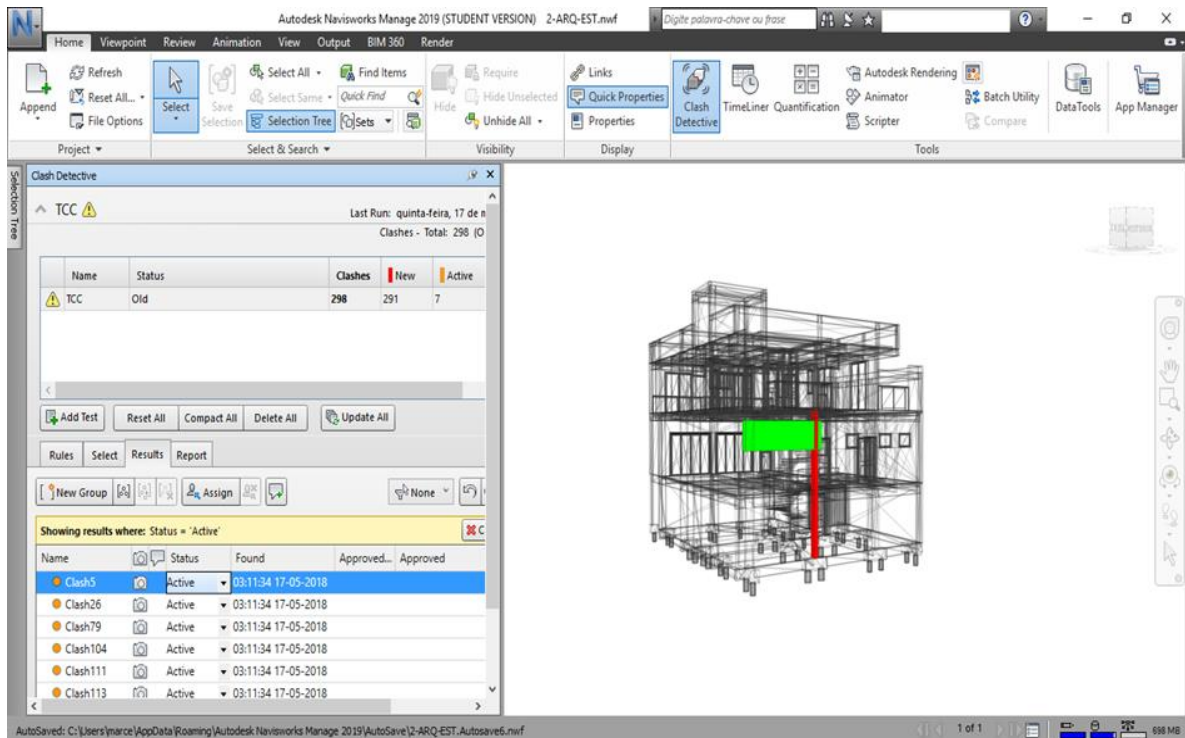 Autodesk Navisworks Manage 2019 (STUDENT VERSION) 2-ARQ-EST.nwf
Digite palavra-chave ou frase
Home Viewpoint Review Animation View Output BIM 360 Render
Append
Refresh
Reset All...
File Options
Project
Select
Save Selection
Select All
Select Same
Selection Tree
Find Items
Quick Find
Sets
Select & Search
Hide
Require
Hide Unselected
Unhide All
Visibility
Links
Quick Properties
Properties
Display
Clash Detective
TimeLiner
Quantification
Autodesk Rendering
Animator
Scripter
Batch Utility
Compare
DataTools
App Manager
Tools
Selection Tree
Clash Detective
TCC
Last Run: quinta-feira, 17 de
Clashes - Total: 298 (O
Name Status Clashes New Active
TCC Old 298 291 7
Add Test Reset All Compact All Delete All Update All
Rules Select Results Report
New Group Assign None
Showing results where: Status = 'Active'
Name Status Found Approved... Approved
Clash5 Active 03:11:34 17-05-2018
Clash26 Active 03:11:34 17-05-2018
Clash79 Active 03:11:34 17-05-2018
Clash104 Active 03:11:34 17-05-2018
Clash111 Active 03:11:34 17-05-2018
Clash113 Active 03:11:34 17-05-2018
AutoSaved: C:\Users\marce\AppData\Roaming\Autodesk Navisworks Manage 2019\AutoSave\2-ARQ-EST.Autosave6.nwf
1 of 1
698 MB